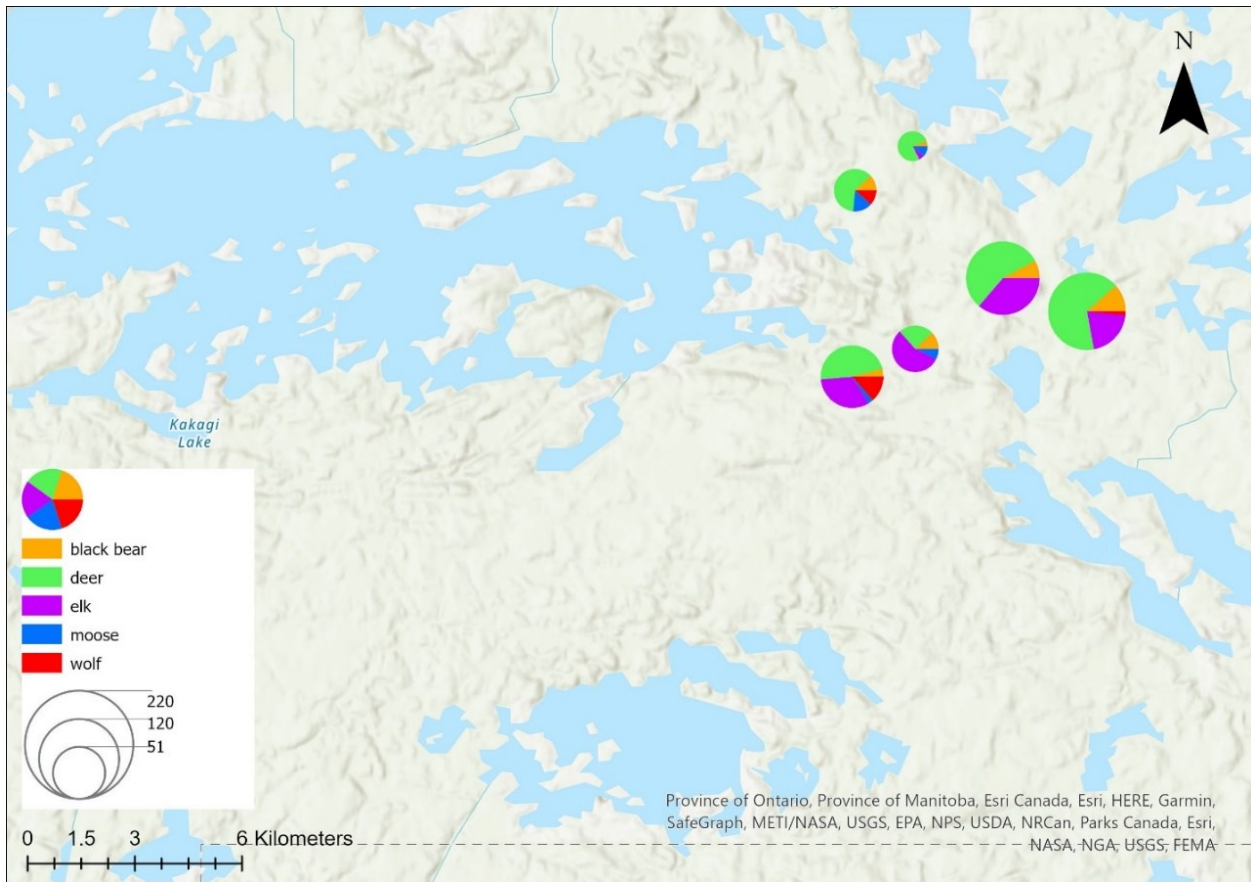 N
Kakagi
Lake
black bear
deer
elk
moose
wolf
220
120
51
0 1.5 3 6 Kilometers
Province of Ontario, Province of Manitoba, Esri Canada, Esri, HERE, Garmin,
SafeGraph, METI/NASA, USGS, EPA, NPS, USDA, NRCan, Parks Canada, Esri,
NASA, NGA, USGS, FEMA